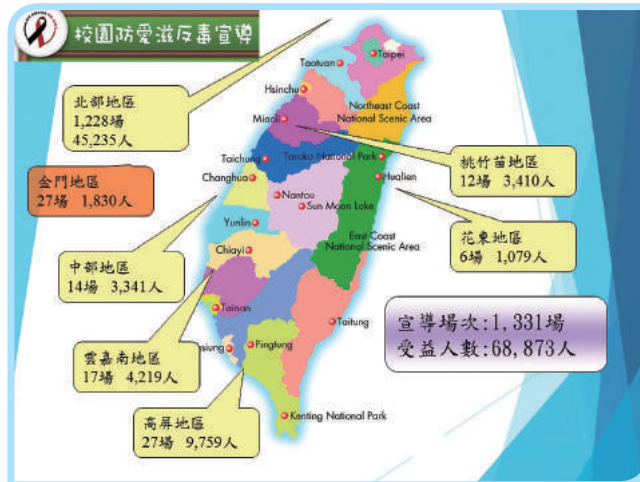 校園防愛滋反毒宣導
北部地區
1,228場
45,235人
金門地區
27場 1,830人
中部地區
14場 3,341人
雲嘉南地區
17場 4,219人
高屏地區
27場 9,759人
桃竹苗地區
12場 3,410人
花東地區
6場 1,079人
宣導場次:1,331場
受益人數:68,873人
Taipei
Taotuan
Hsinchu
Northeast Coast
National Scenic Area
Miaoli
Taichung
Taroko National Park
Changhua
Hualien
Nantou
Sun Moon Lake
Yunlin
East Coast
National Scenic Area
Chiayi
Tainan
Taitung
hsiung
Pingtung
Kenting National Park